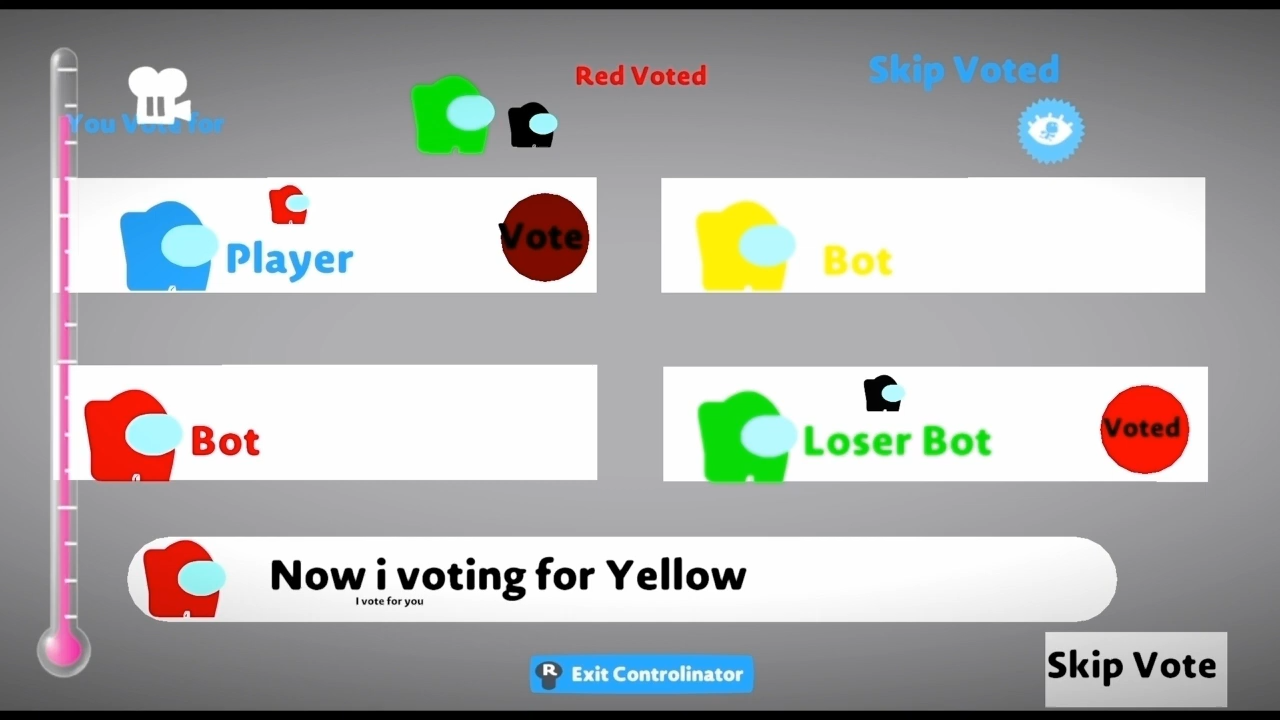 Red Voted
Skip Voted
You Vote for
Player
Vote
Bot
Bot
Loser Bot
Voted
Now i voting for Yellow
I vote for you
R Exit Controlinator
Skip Vote